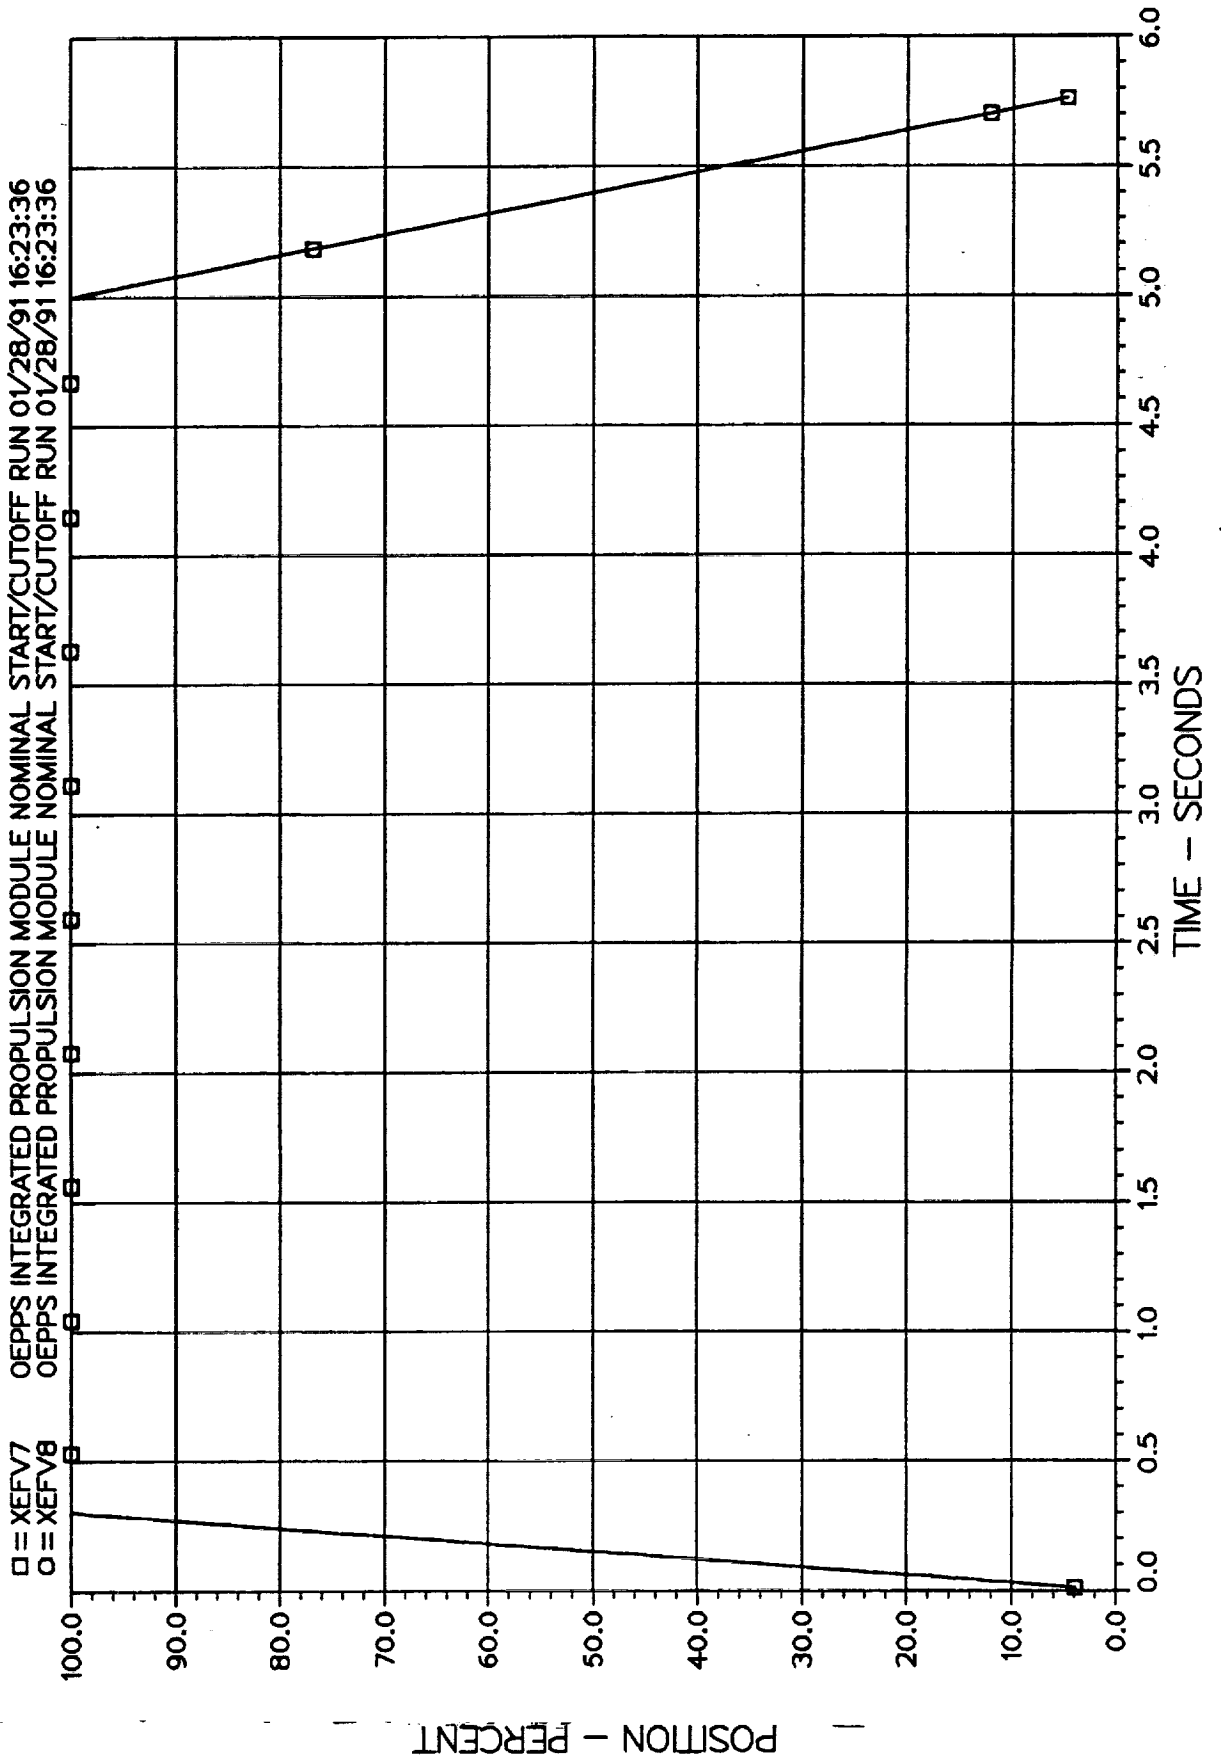 □ = XEFV7 OEPPS INTEGRATED PROPULSION MODULE NOMINAL START/CUTOFF RUN 01/28/91 16:23:36
O = XEFV8 OEPPS INTEGRATED PROPULSION MODULE NOMINAL START/CUTOFF RUN 01/28/91 16:23:36
POSITION - PERCENT
100.0
90.0
80.0
70.0
60.0
50.0
40.0
30.0
20.0
10.0
0.0
0.0 0.5 1.0 1.5 2.0 2.5 3.0 3.5 4.0 4.5 5.0 5.5 6.0
TIME - SECONDS